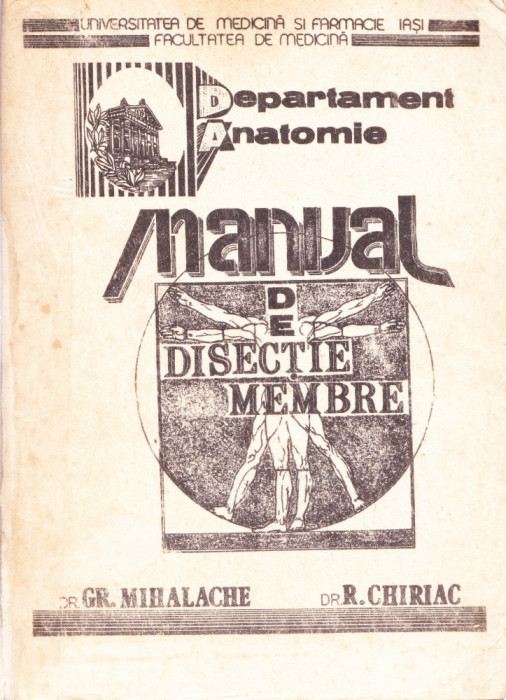 UNIVERSITATEA DE MEDICINĂ SI FARMACIE IAȘI
FACULTATEA DE MEDICINĂ
Departament
Anatomie
Manual
DE
DISECȚIE
MEMBRE
DR. GR. MIHALACHE
DR. R. CHIRIAC